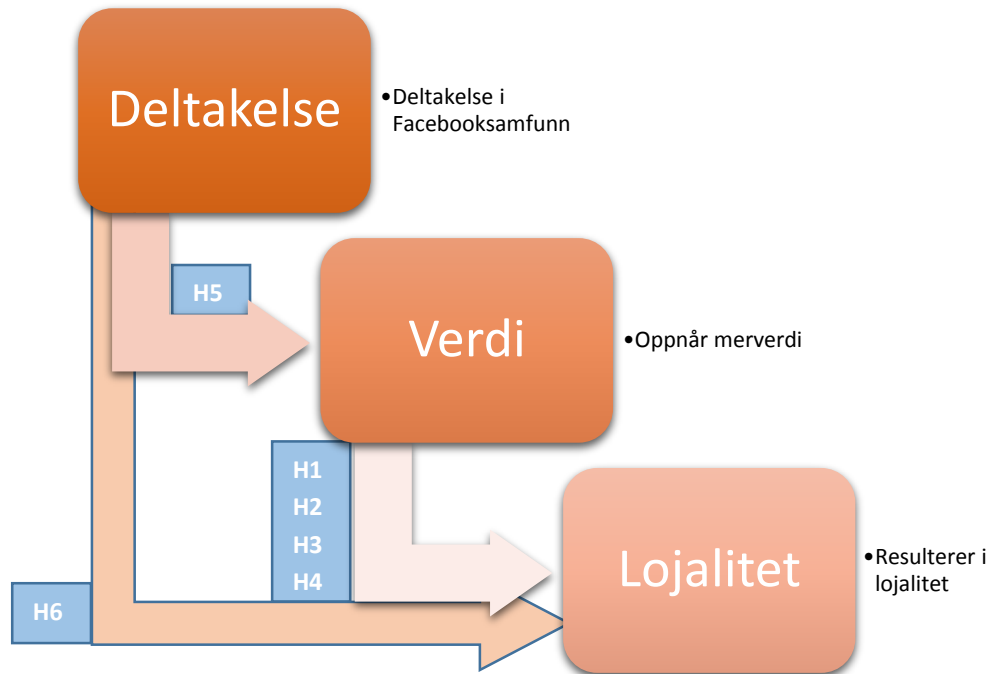 Deltakelse
•Deltakelse i
Facebooksamfunn
H5
Verdi
•Oppnår merverdi
H1
H2
H3
H4
Lojalitet
•Resulterer i
lojalitet
H6